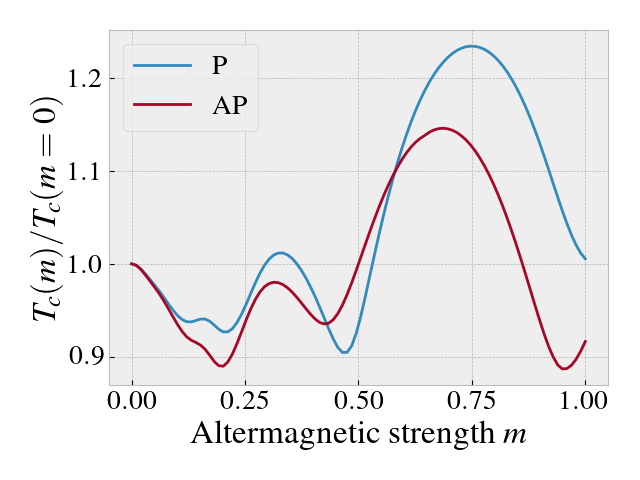 P
AP
1.2
1.1
1.0
0.9
T_c(m)/T_c(m = 0)
0.00 0.25 0.50 0.75 1.00
Altermagnetic strength m